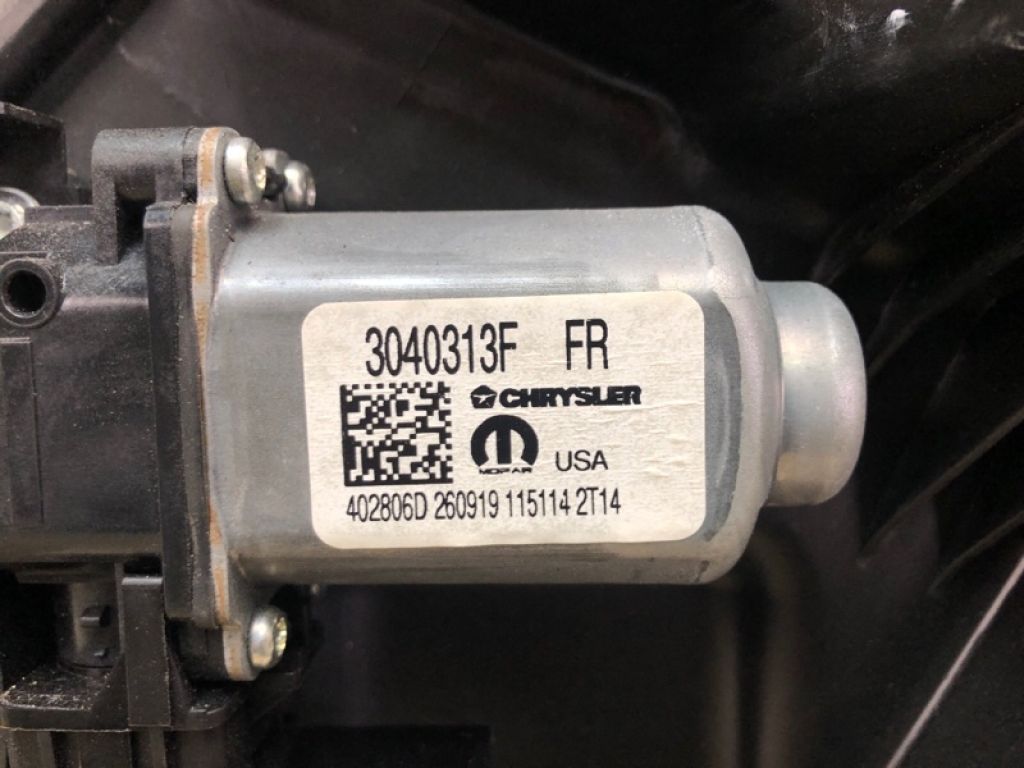 3040313F FR
CHRYSLER
MOPAR
USA
402806D 260919 115114 2T14